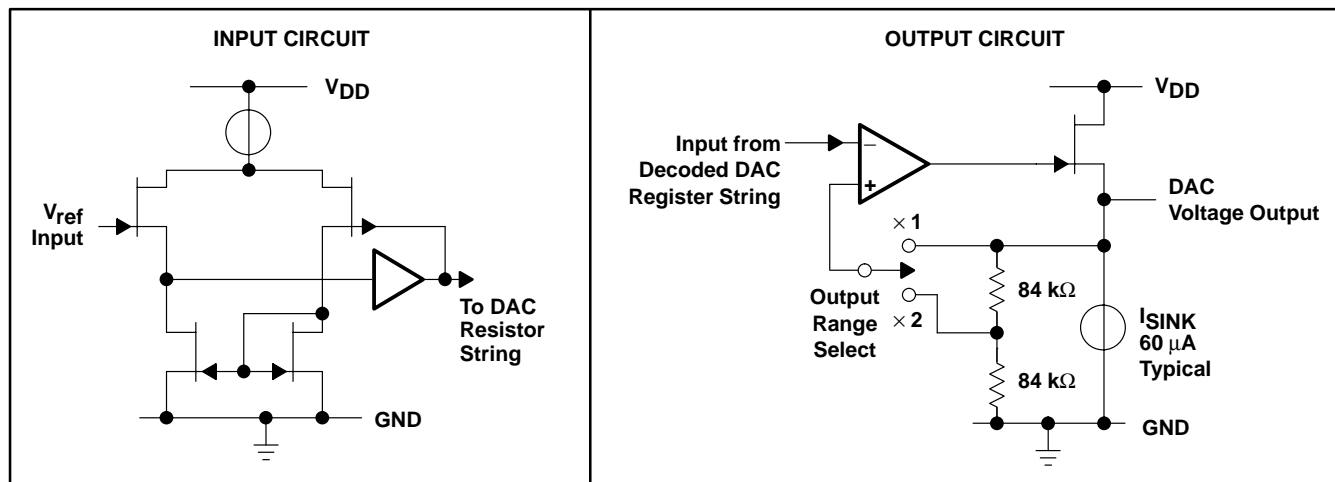 INPUT CIRCUIT
VDD
Vref
Input
To DAC
Resistor
String
GND
OUTPUT CIRCUIT
VDD
Input from
Decoded DAC
Register String
−
+
DAC
Voltage Output
× 1
84 kΩ
Output
Range
Select
× 2
ISINK
60 μA
Typical
84 kΩ
GND